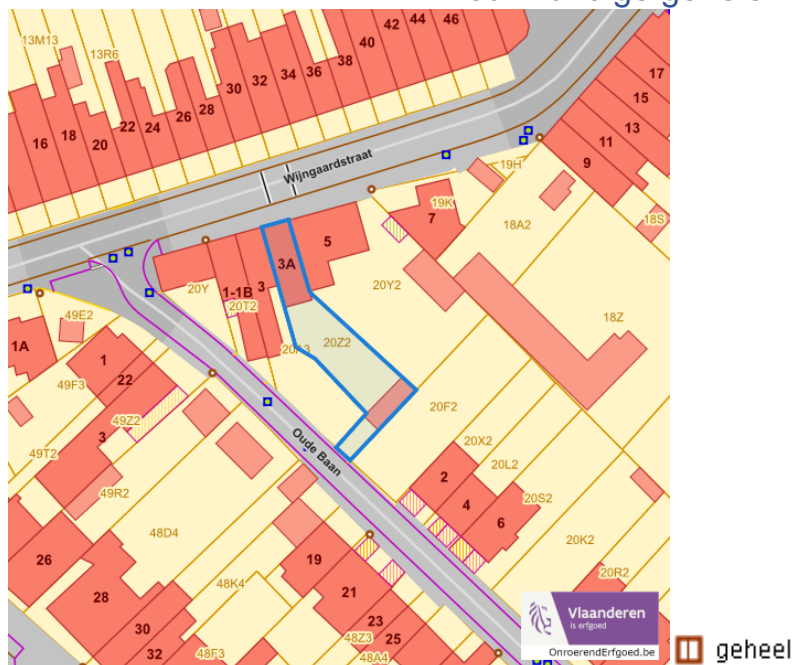 42 44 46
40
38
36
34
32
30
28
26
24
22
20
18
16
13M13
13R6
17
15
13
11
9
Wijngaardstraat
19H
19K
7
18A2
18S
5
3A
3
1-1B
20T2
20Y
20Y2
18Z
49E2
1A
20Z2
20A3
1
22
49F3
49Z2
3
49T2
49R2
20F2
Oude Baan
20X2
20L2
2
4
6
20S2
48D4
20K2
26
19
21
23
25
28
30
32
48K4
48F3
48Z3
48A4
20R2
Vlaanderen
is erfgoed
OnroerendErfgoed.be
geheel